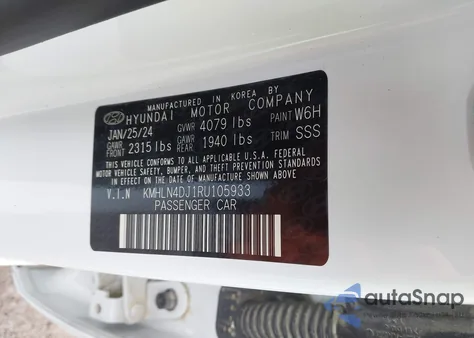 MANUFACTURED IN KOREA BY
HYUNDAI MOTOR COMPANY
JAN/25/24 GVWR 4079 lbs PAINT W6H
GAWR FRONT 2315 lbs GAWR REAR 1940 lbs TRIM SSS
THIS VEHICLE CONFORMS TO ALL APPLICABLE U.S.A. FEDERAL
MOTOR VEHICLE SAFETY, BUMPER, AND THEFT PREVENTION STANDARDS
IN EFFECT ON THE DATE OF MANUFACTURE SHOWN ABOVE.
V.I.N KMHLN4DJ1RU105933
PASSENGER CAR
autoSnap